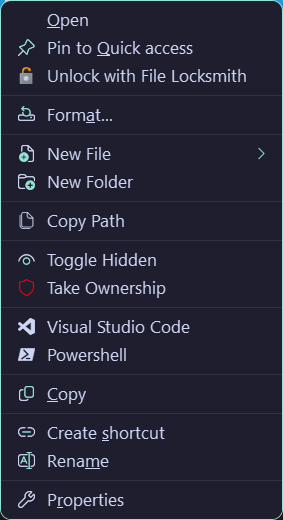 Open
Pin to Quick access
Unlock with File Locksmith
Format...
New File
New Folder
Copy Path
Toggle Hidden
Take Ownership
Visual Studio Code
Powershell
Copy
Create shortcut
Rename
Properties